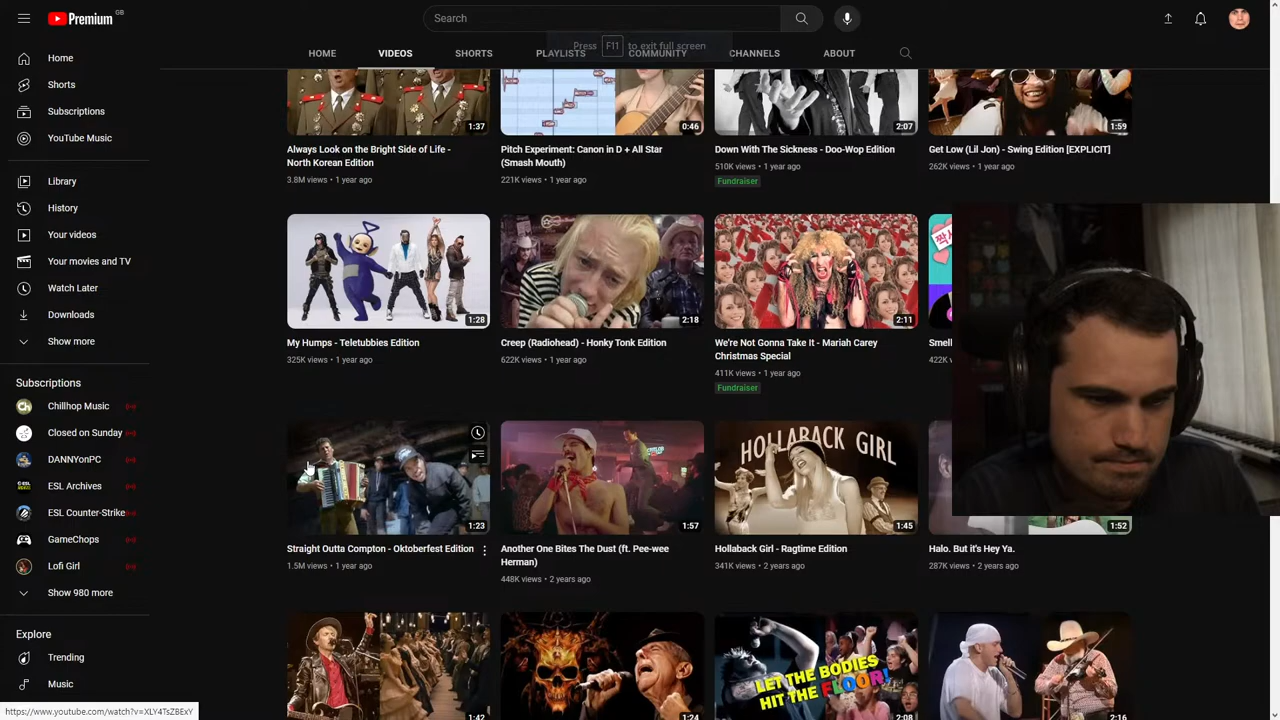 Premium GB
Search
Press F11 to exit full screen
HOME
VIDEOS
SHORTS
PLAYLISTS
COMMUNITY
CHANNELS
ABOUT
Home
Shorts
Subscriptions
YouTube Music
Library
History
Your videos
Your movies and TV
Watch Later
Downloads
Show more
Subscriptions
Chillhop Music
Closed on Sunday
DANNYonPC
ESL Archives
ESL Counter-Strike
GameChops
Lofi Girl
Show 980 more
Explore
Trending
Music
https://www.youtube.com/watch?v=XLY4TsZBExY
1:37
Always Look on the Bright Side of Life -
North Korean Edition
3.8M views • 1 year ago
0:46
Pitch Experiment: Canon in D + All Star
(Smash Mouth)
221K views • 1 year ago
2:07
Down With The Sickness - Doo-Wop Edition
510K views • 1 year ago
Fundraiser
1:59
Get Low (Lil Jon) - Swing Edition [EXPLICIT]
262K views • 1 year ago
1:28
My Humps - Teletubbies Edition
325K views • 1 year ago
2:18
Creep (Radiohead) - Honky Tonk Edition
622K views • 1 year ago
2:11
We're Not Gonna Take It - Mariah Carey
Christmas Special
411K views • 1 year ago
Fundraiser
Smell
422K
1:23
Straight Outta Compton - Oktoberfest Edition
1.5M views • 1 year ago
1:57
Another One Bites The Dust (ft. Pee-wee
Herman)
448K views • 2 years ago
HOLLABACK GIRL
1:45
Hollaback Girl - Ragtime Edition
341K views • 2 years ago
1:52
Halo. But it's Hey Ya.
287K views • 2 years ago
1:42
1:24
LET THE BODIES
HIT THE FLOOR!
2:08
2:16